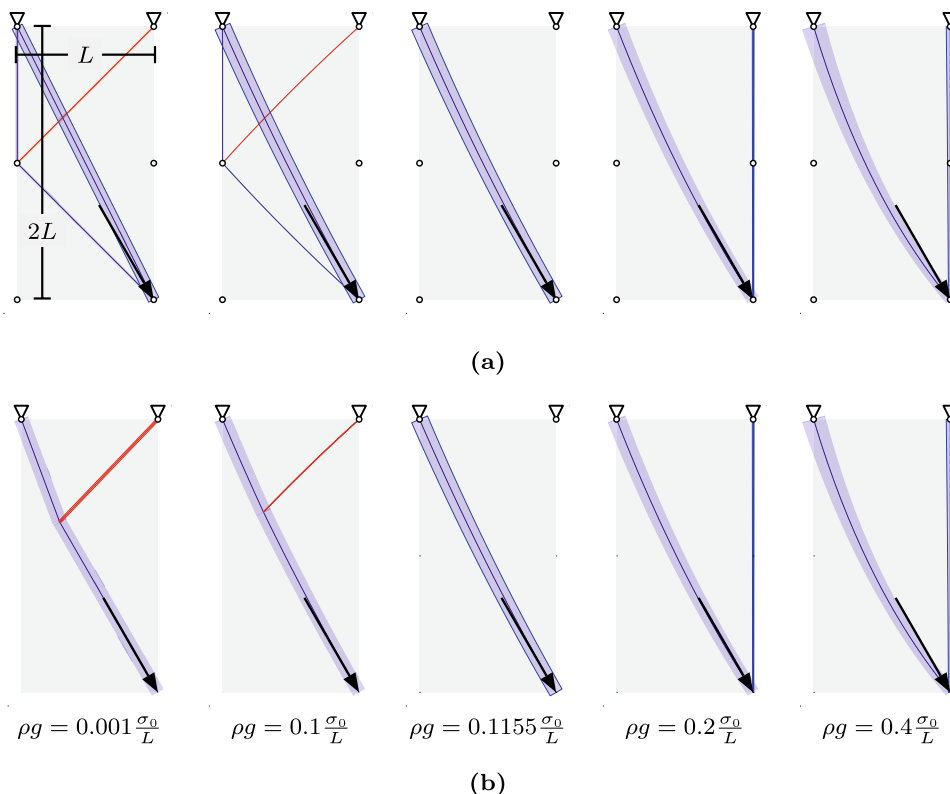 L
2L
(a)
ρg = 0.001 σ₀/L
ρg = 0.1 σ₀/L
ρg = 0.1155 σ₀/L
ρg = 0.2 σ₀/L
ρg = 0.4 σ₀/L
(b)